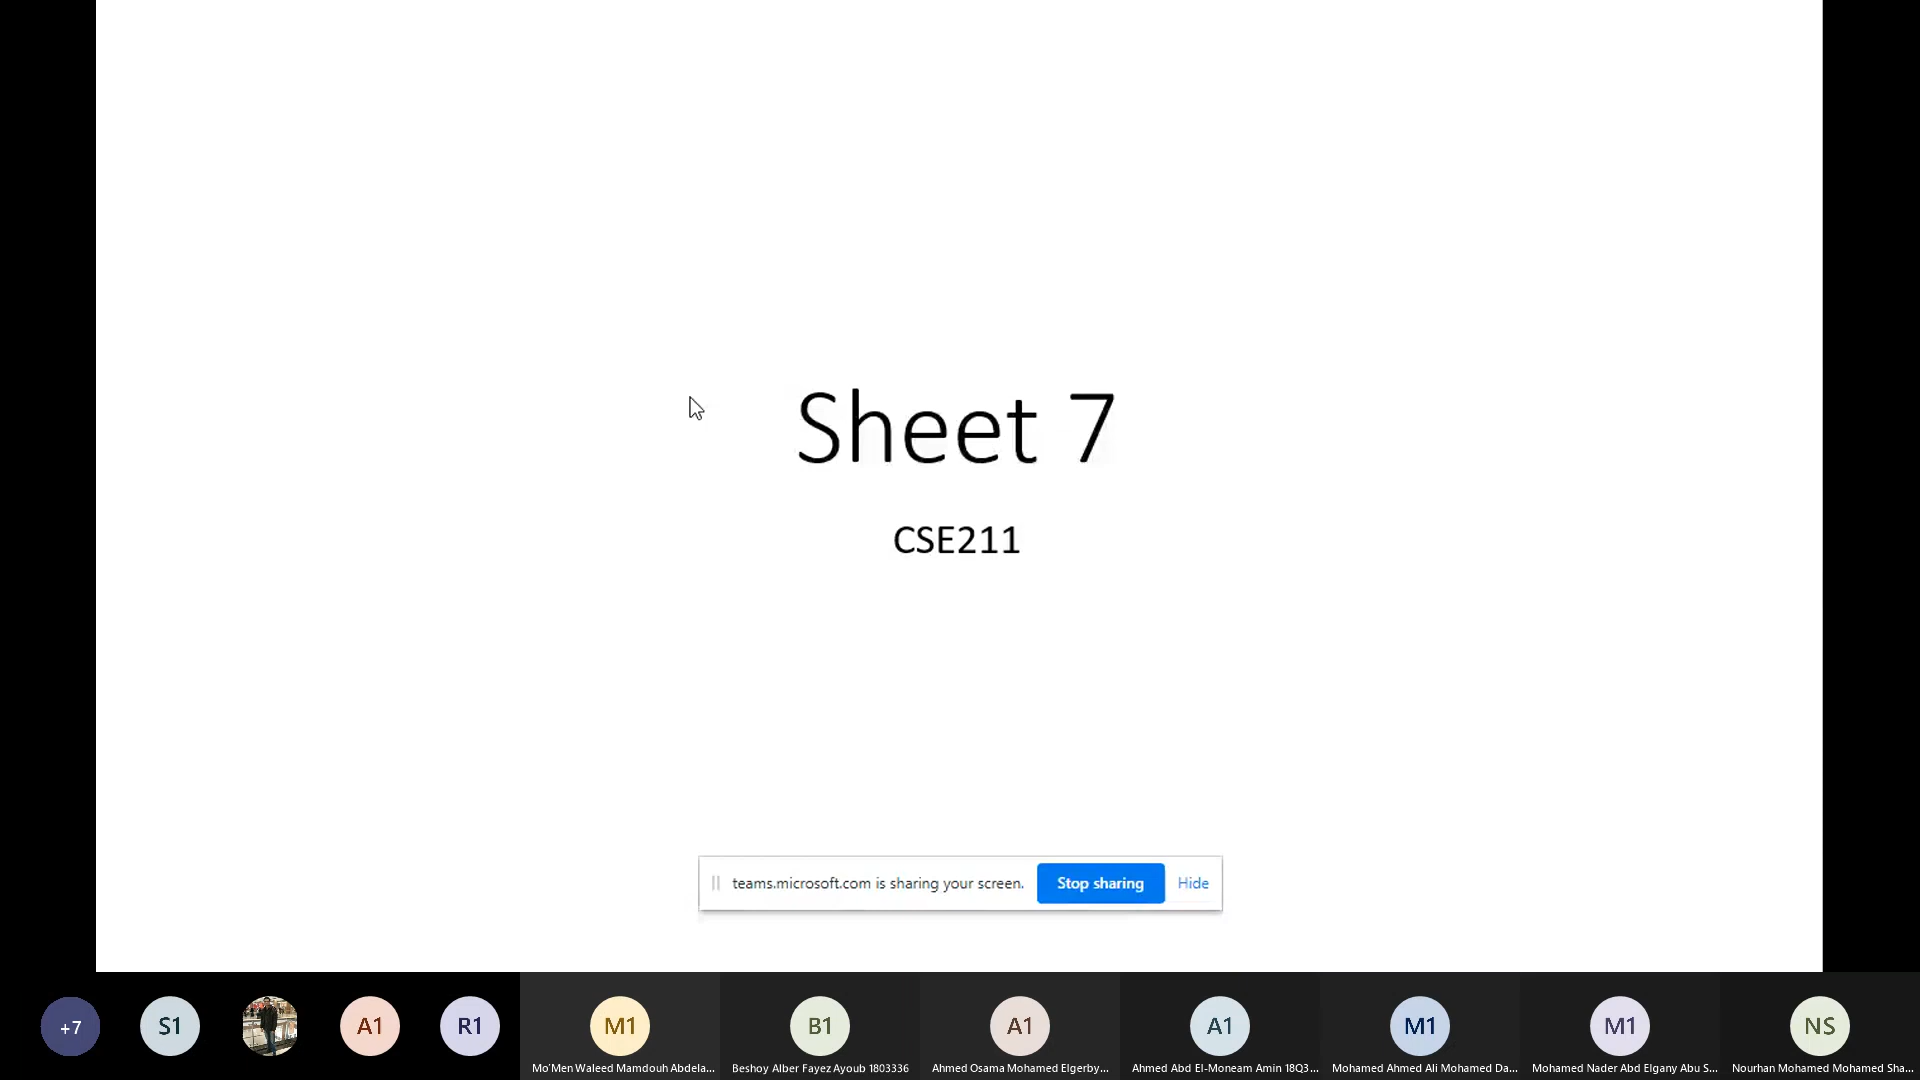 Sheet 7
CSE211
teams.microsoft.com is sharing your screen. Stop sharing Hide
+7 S1 A1 R1 M1 B1 A1 A1 M1 M1 NS
Mo'Men Waleed Mamdouh Abdela... Beshoy Alber Fayez Ayoub 1803336 Ahmed Osama Mohamed Elgerby... Ahmed Abd El-Moneam Amin 18Q3... Mohamed Ahmed Ali Mohamed Da... Mohamed Nader Abd Elgany Abu S... Nourhan Mohamed Mohamed Sha...